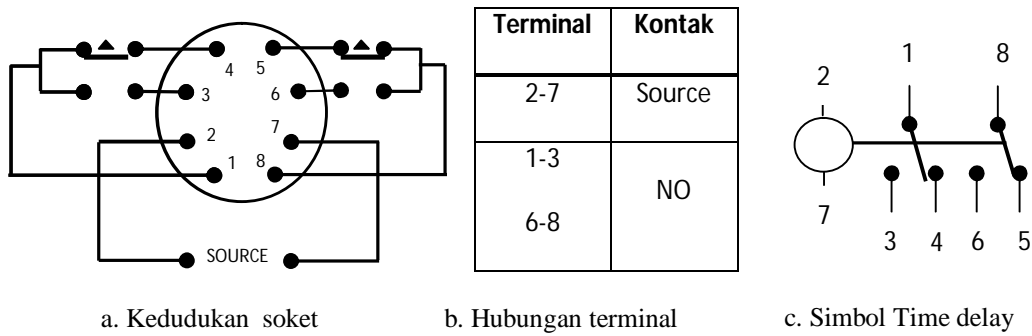 4
5
3
6
2
7
1
8
SOURCE
Terminal Kontak
2-7 Source
1-3
NO
6-8
1
8
2
7
3 4 6 5
a. Kedudukan soket b. Hubungan terminal c. Simbol Time delay